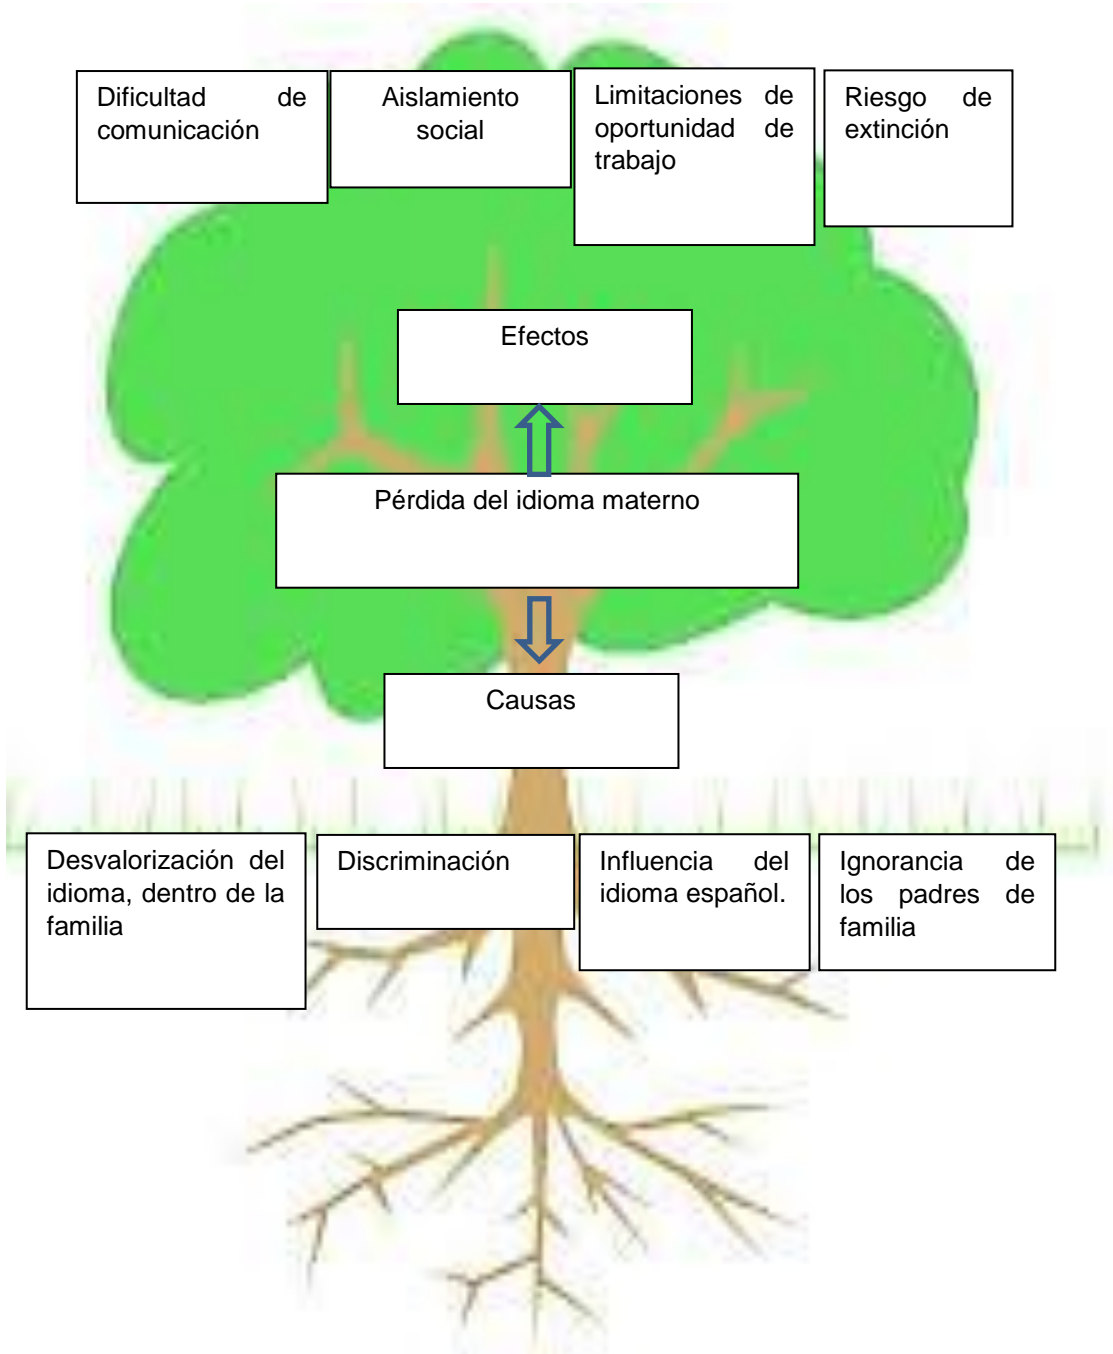 Dificultad de
comunicación
Aislamiento
social
Limitaciones de
oportunidad de
trabajo
Riesgo de
extinción
Efectos
Pérdida del idioma materno
Causas
Desvalorización del
idioma, dentro de la
familia
Discriminación
Influencia del
idioma español.
Ignorancia de
los padres de
familia